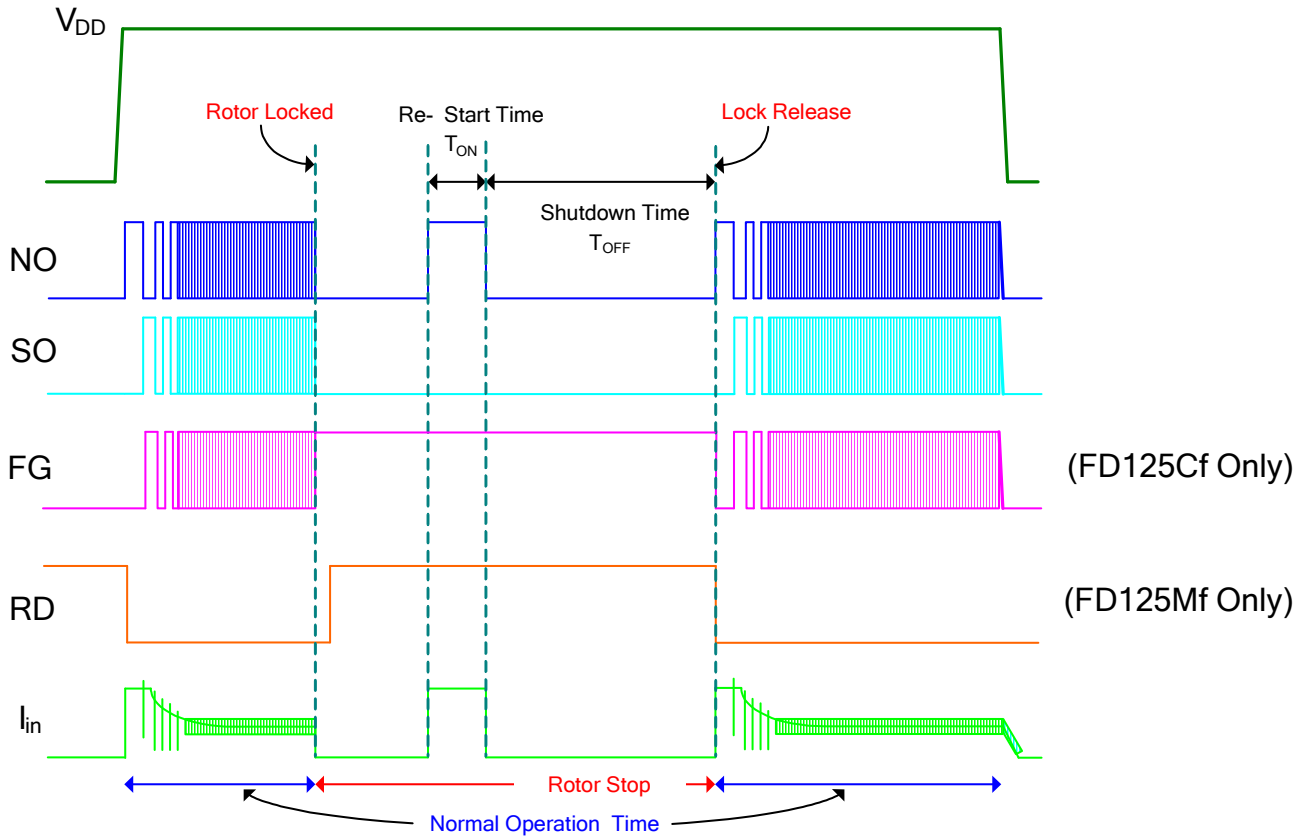 VDD
Rotor Locked
Re- Start Time
TON
Lock Release
Shutdown Time
TOFF
NO
SO
FG
(FD125Cf Only)
RD
(FD125Mf Only)
Iin
Rotor Stop
Normal Operation Time